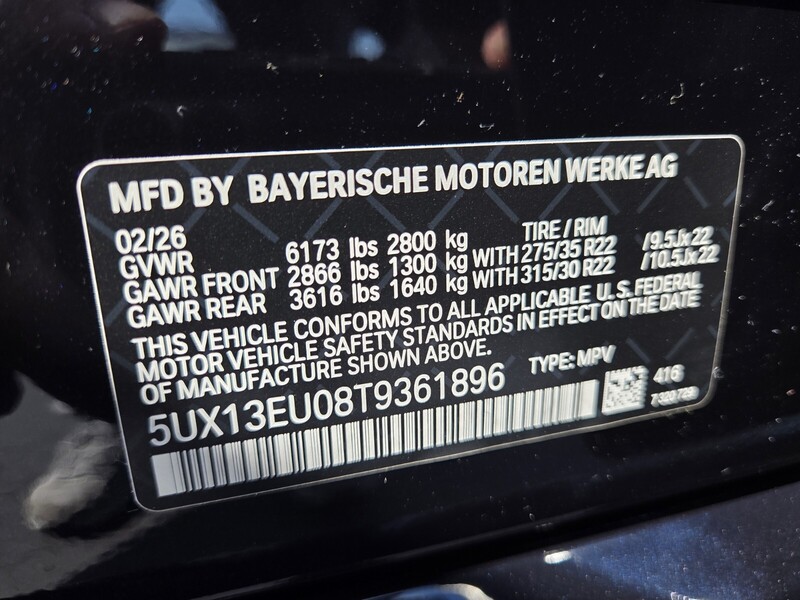 MFD BY BAYERISCHE MOTOREN WERKE AG
02/26 TIRE / RIM
GVWR 6173 lbs 2800 kg
GAWR FRONT 2866 lbs 1300 kg WITH 275/35 R22 /9.5Jx22
GAWR REAR 3616 lbs 1640 kg WITH 315/30 R22 /10.5Jx22
THIS VEHICLE CONFORMS TO ALL APPLICABLE U.S. FEDERAL
MOTOR VEHICLE SAFETY STANDARDS IN EFFECT ON THE DATE
OF MANUFACTURE SHOWN ABOVE.
5UX13EU08T9361896 TYPE: MPV
416